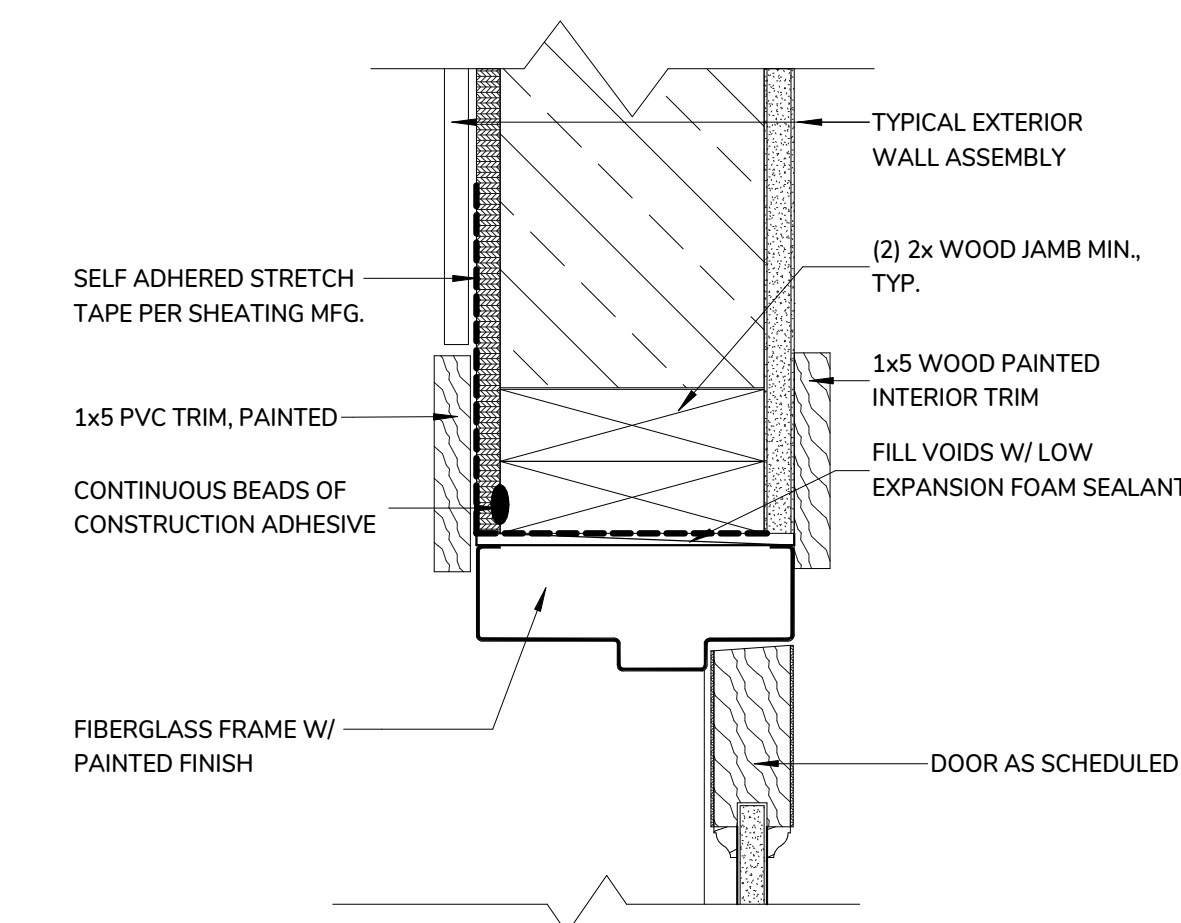 TYPICAL EXTERIOR
WALL ASSEMBLY
(2) 2x WOOD JAMB MIN.,
TYP.
SELF ADHERED STRETCH
TAPE PER SHEATING MFG.
1x5 WOOD PAINTED
INTERIOR TRIM
1x5 PVC TRIM, PAINTED
FILL VOIDS W/ LOW
EXPANSION FOAM SEALANT
CONTINUOUS BEADS OF
CONSTRUCTION ADHESIVE
FIBERGLASS FRAME W/
PAINTED FINISH
DOOR AS SCHEDULED